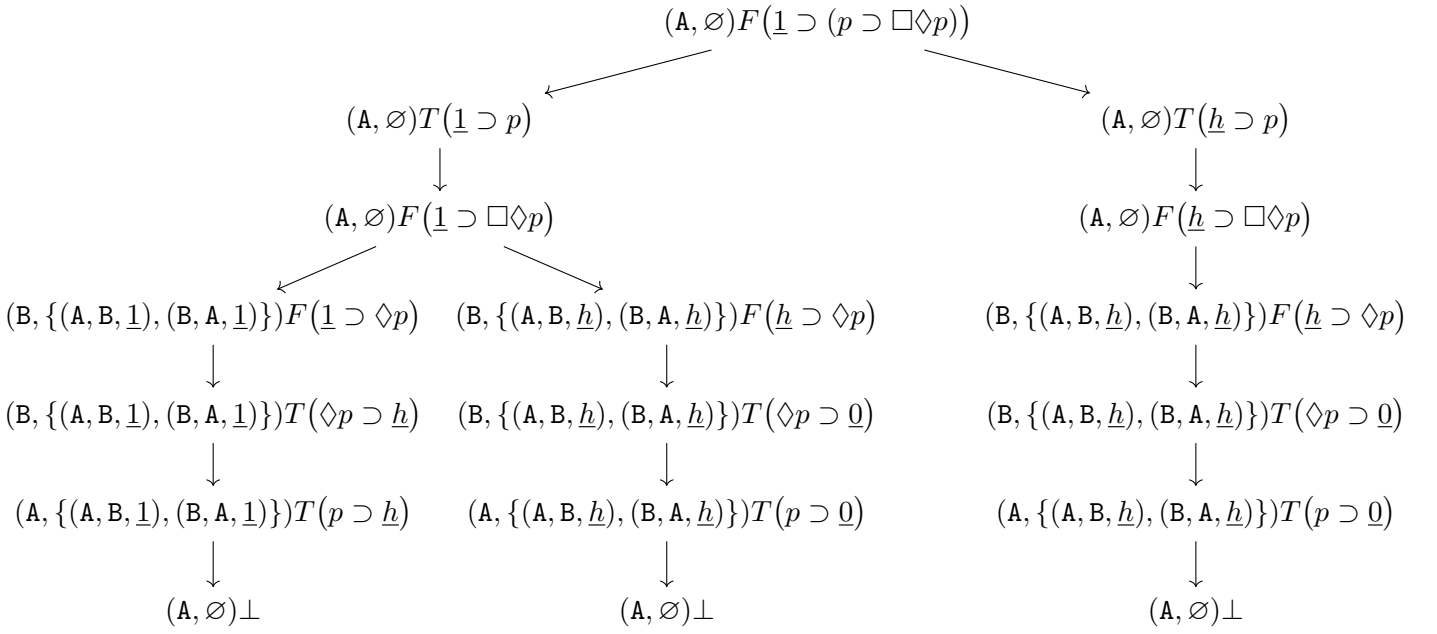 (A, ∅)F(1 ⊃ (p ⊃ □◊p))
(A, ∅)T(1 ⊃ p) (A, ∅)T(h ⊃ p)
(A, ∅)F(1 ⊃ □◊p) (A, ∅)F(h ⊃ □◊p)
(B, {(A, B, 1), (B, A, 1)})F(1 ⊃ ◊p) (B, {(A, B, h), (B, A, h)})F(h ⊃ ◊p) (B, {(A, B, h), (B, A, h)})F(h ⊃ ◊p)
(B, {(A, B, 1), (B, A, 1)})T(◊p ⊃ h) (B, {(A, B, h), (B, A, h)})T(◊p ⊃ 0) (B, {(A, B, h), (B, A, h)})T(◊p ⊃ 0)
(A, {(A, B, 1), (B, A, 1)})T(p ⊃ h) (A, {(A, B, h), (B, A, h)})T(p ⊃ 0) (A, {(A, B, h), (B, A, h)})T(p ⊃ 0)
(A, ∅)⊥ (A, ∅)⊥ (A, ∅)⊥